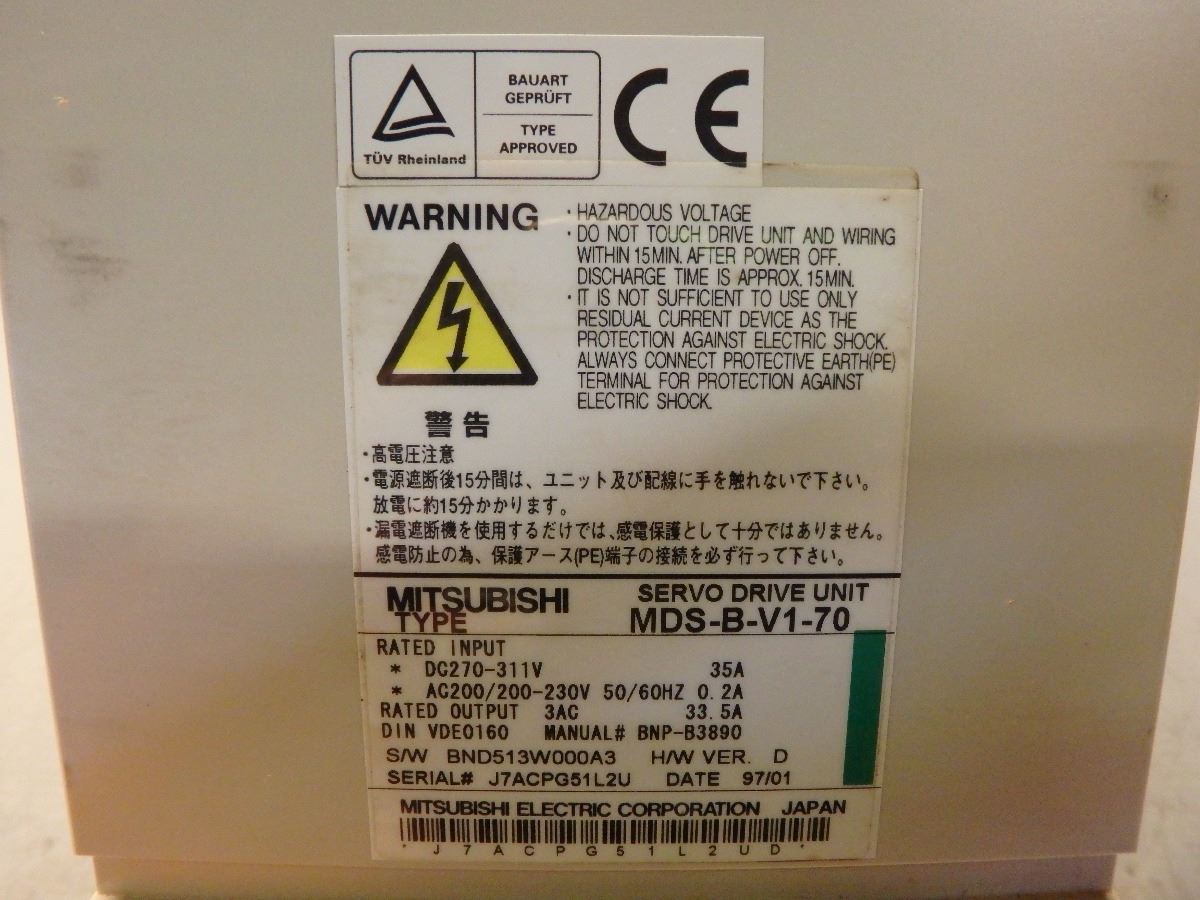 BAUART
GEPRÜFT
TYPE
APPROVED
TÜV Rheinland
CE
WARNING
· HAZARDOUS VOLTAGE
· DO NOT TOUCH DRIVE UNIT AND WIRING
WITHIN 15MIN. AFTER POWER OFF.
DISCHARGE TIME IS APPROX. 15MIN.
· IT IS NOT SUFFICIENT TO USE ONLY
RESIDUAL CURRENT DEVICE AS THE
PROTECTION AGAINST ELECTRIC SHOCK.
ALWAYS CONNECT PROTECTIVE EARTH(PE)
TERMINAL FOR PROTECTION AGAINST
ELECTRIC SHOCK.
警告
・高電圧注意
・電源遮断後15分間は、ユニット及び配線に手を触れないで下さい。
放電に約15分かかります。
・漏電遮断機を使用するだけでは、感電保護として十分ではありません。
感電防止の為、保護アース(PE)端子の接続を必ず行って下さい。
MITSUBISHI SERVO DRIVE UNIT
TYPE MDS-B-V1-70
RATED INPUT
* DC270-311V 35A
* AC200/200-230V 50/60HZ 0.2A
RATED OUTPUT 3AC 33.5A
DIN VDE0160 MANUAL# BNP-B3890
S/W BND513W000A3 H/W VER. D
SERIAL# J7ACPG51L2U DATE 97/01
MITSUBISHI ELECTRIC CORPORATION JAPAN
*J7ACPG51L2UD*